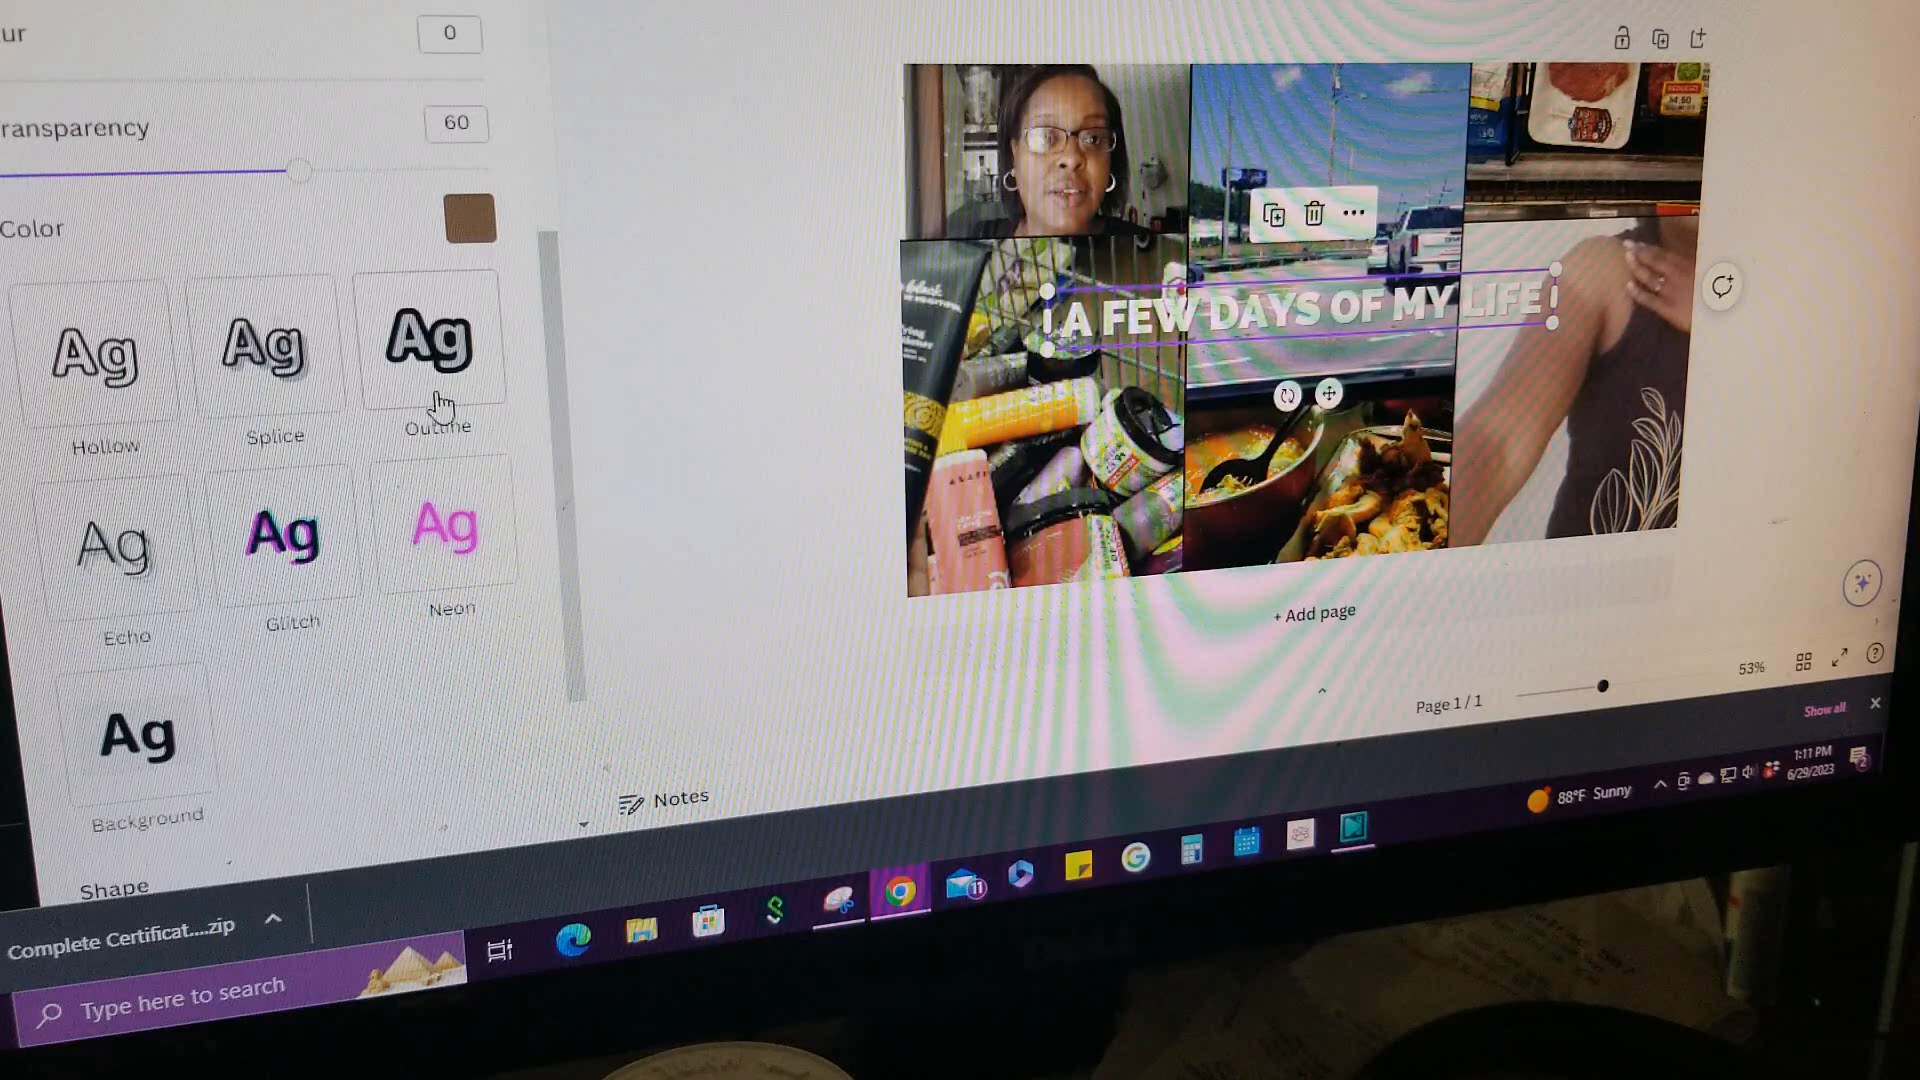 ur
0
ransparency
60
Color
Ag
Ag
Ag
Hollow
Splice
Outline
Ag
Ag
Ag
Echo
Glitch
Neon
Ag
Background
Shape
A FEW DAYS OF MY LIFE
+ Add page
Notes
Page 1 / 1
53%
Show all
Complete Certificat....zip
Type here to search
11
88°F Sunny
1:11 PM
6/29/2023
2